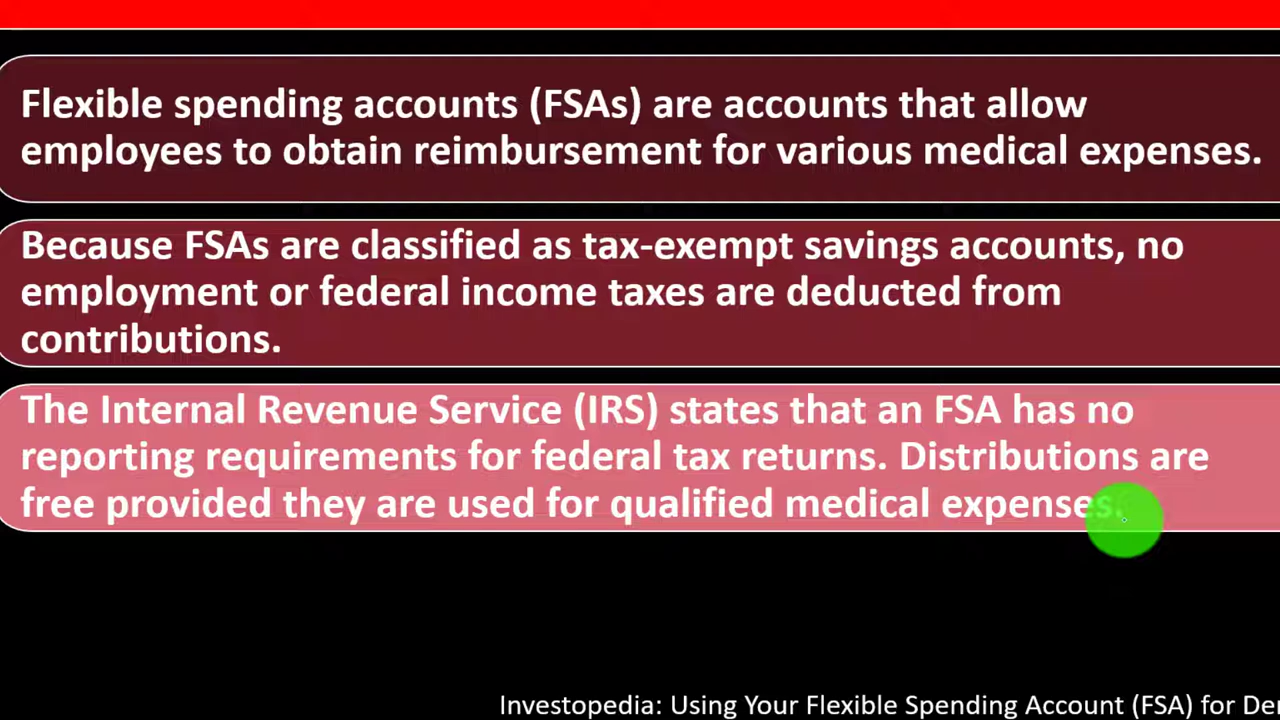 Flexible spending accounts (FSAs) are accounts that allow
employees to obtain reimbursement for various medical expenses.
Because FSAs are classified as tax-exempt savings accounts, no
employment or federal income taxes are deducted from
contributions.
The Internal Revenue Service (IRS) states that an FSA has no
reporting requirements for federal tax returns. Distributions are
free provided they are used for qualified medical expenses.
Investopedia: Using Your Flexible Spending Account (FSA) for De